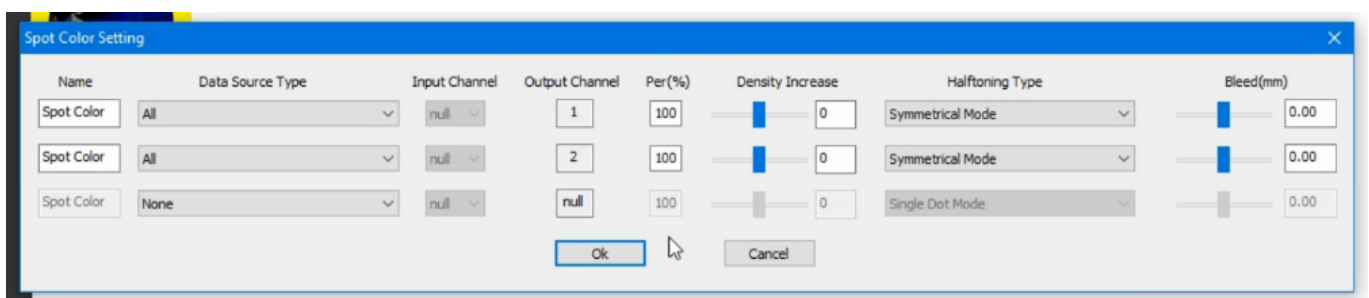 Spot Color Setting
Name Data Source Type Input Channel Output Channel Per(%) Density Increase Halftoning Type Bleed(mm)
Spot Color All null 1 100 0 Symmetrical Mode 0.00
Spot Color All null 2 100 0 Symmetrical Mode 0.00
Spot Color None null null 100 0 Single Dot Mode 0.00
Ok Cancel